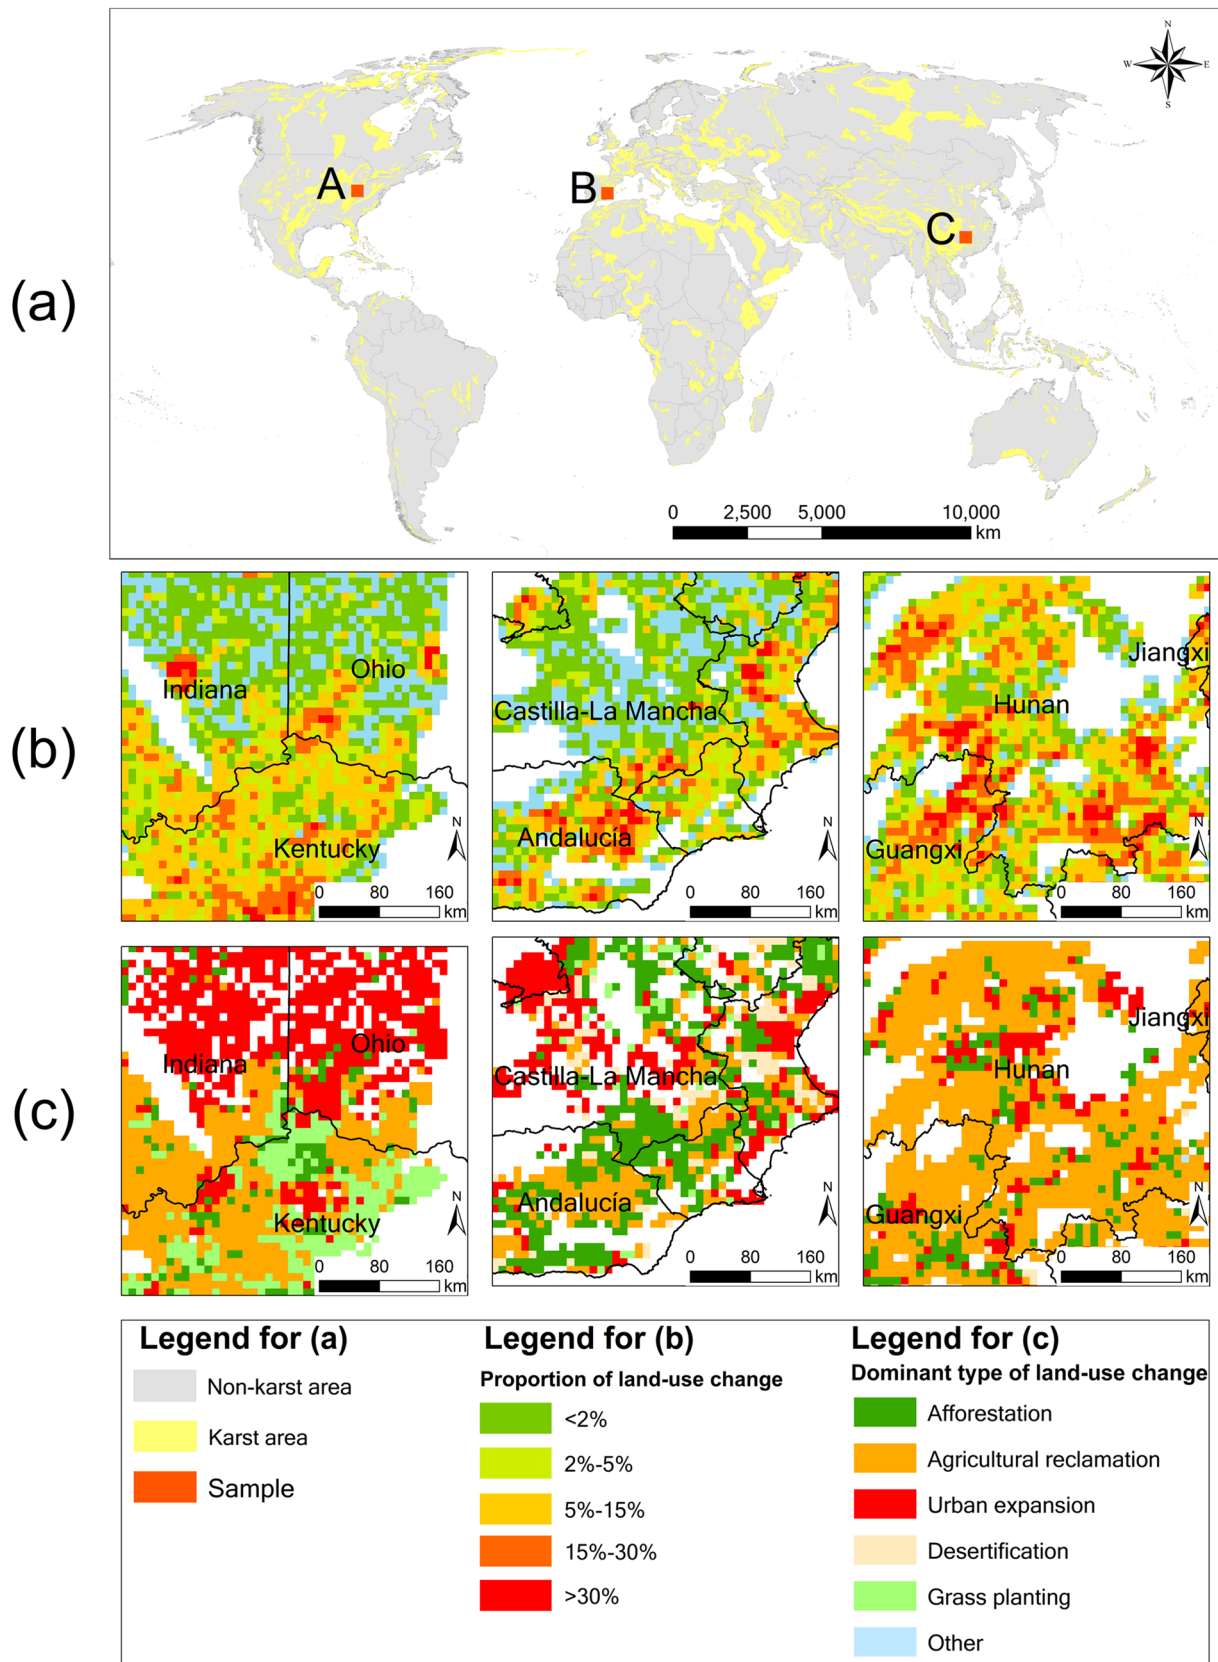 (a)
N
W
E
S
A
B
C
0 2,500 5,000 10,000
km
(b)
Indiana
Ohio
Kentucky
N
0 80 160
km
Castilla-La Mancha
Andalucía
N
0 80 160
km
Jiangxi
Hunan
Guangxi
N
0 80 160
km
(c)
Indiana
Ohio
Kentucky
N
0 80 160
km
Castilla-La Mancha
Andalucía
N
0 80 160
km
Jiangxi
Hunan
Guangxi
N
0 80 160
km
Legend for (a)
Non-karst area
Karst area
Sample
Legend for (b)
Proportion of land-use change
<2%
2%-5%
5%-15%
15%-30%
>30%
Legend for (c)
Dominant type of land-use change
Afforestation
Agricultural reclamation
Urban expansion
Desertification
Grass planting
Other